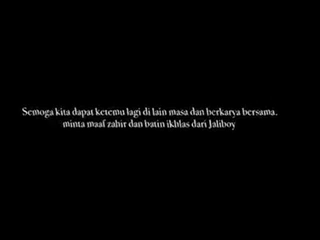 Semoga kita dapat ketemu lagi di lain masa dan berkarya bersama.
minta maaf zahir dan batin ikhlas dari Jaliboy